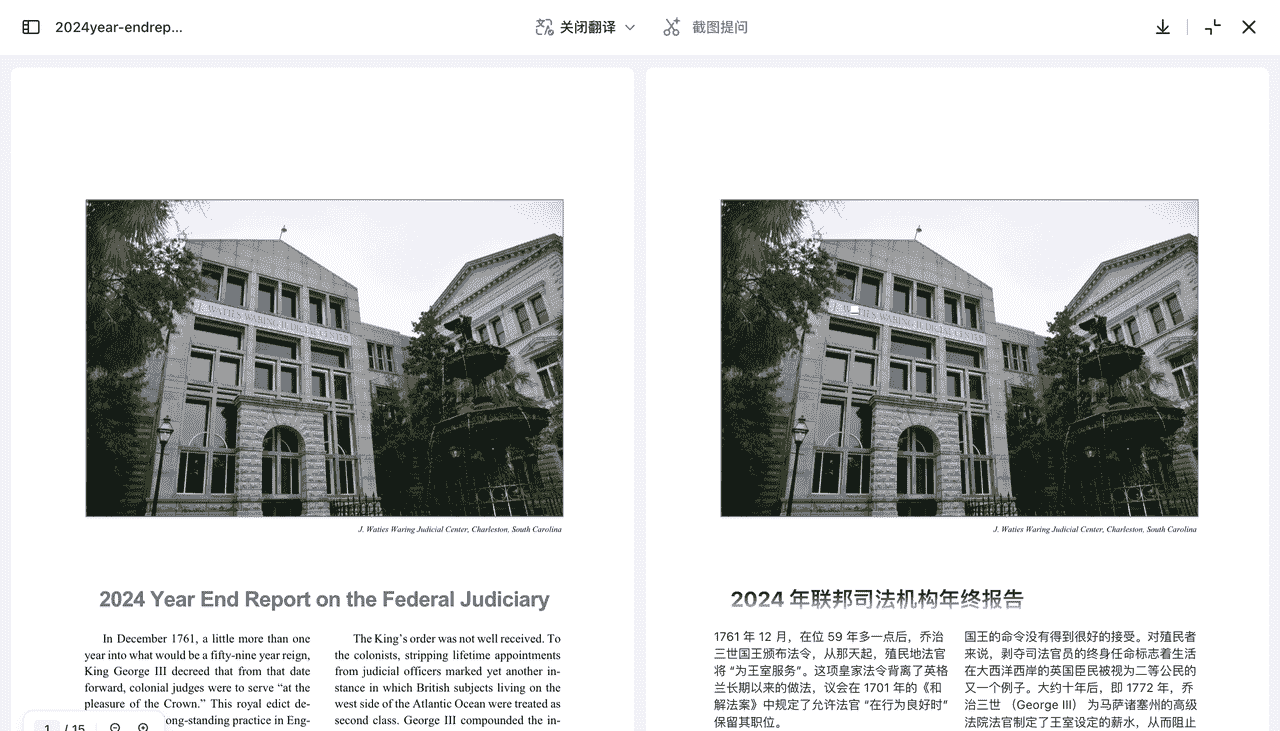 2024year-endrep...
关闭翻译
截图提问
J. WATIES WARING JUDICIAL CENTER
J. Waties Waring Judicial Center, Charleston, South Carolina
2024 Year End Report on the Federal Judiciary
In December 1761, a little more than one
year into what would be a fifty-nine year reign,
King George III decreed that from that date
forward, colonial judges were to serve “at the
pleasure of the Crown.” This royal edict de-
ong-standing practice in Eng-
The King’s order was not well received. To
the colonists, stripping lifetime appointments
from judicial officers marked yet another in-
stance in which British subjects living on the
west side of the Atlantic Ocean were treated as
second class. George III compounded the in-
1 / 15
WARING JUDICIAL CENTER
J. Waties Waring Judicial Center, Charleston, South Carolina
2024 年联邦司法机构年终报告
1761 年 12 月，在位 59 年多一点后，乔治
三世国王颁布法令，从那天起，殖民地法官
将 “为王室服务”。这项皇家法令背离了英格
兰长期以来的做法，议会在 1701 年的《和
解法案》中规定了允许法官 “在行为良好时”
保留其职位。
国王的命令没有得到很好的接受。对殖民者
来说，剥夺司法官员的终身任命标志着生活
在大西洋西岸的英国臣民被视为二等公民的
又一个例子。大约十年后，即 1772 年，乔
治三世 （George III） 为马萨诸塞州的高级
法院法官制定了王室设定的薪水，从而阻止